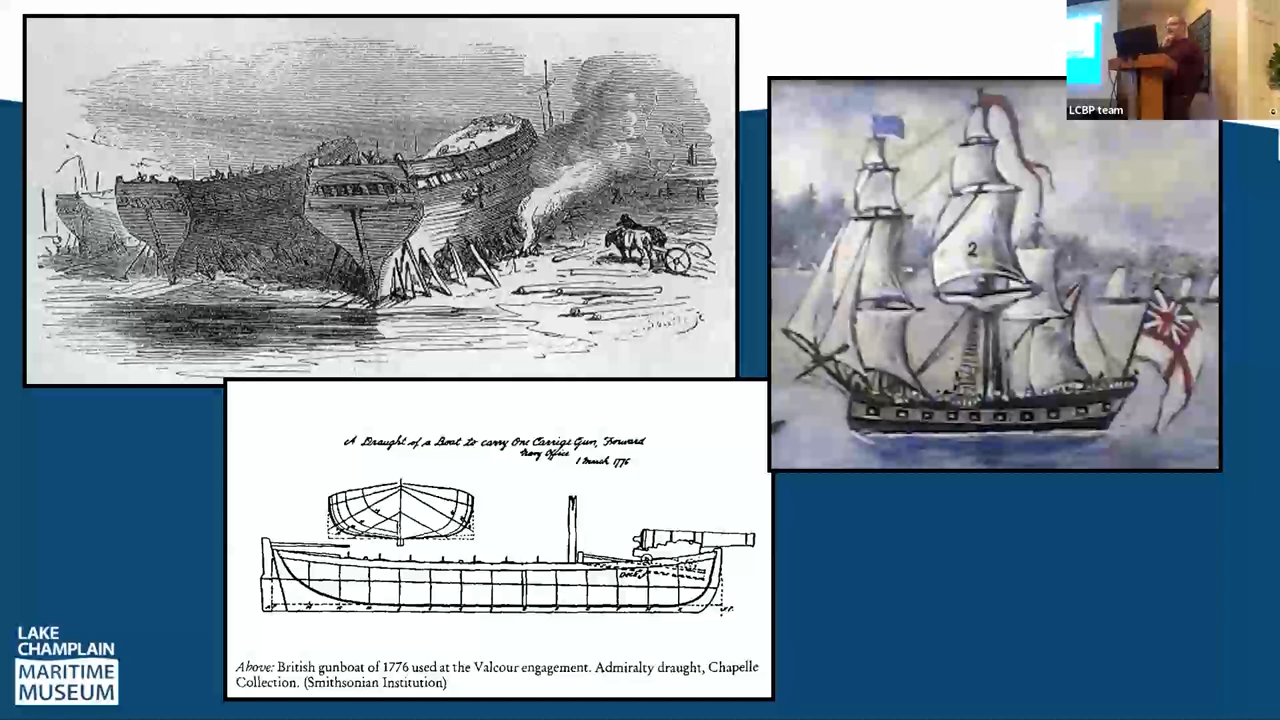 LCBP team
2
A Draught of a Boat to carry One Carrige Gun, Forward
Navy Office
1 March 1776
Above: British gunboat of 1776 used at the Valcour engagement. Admiralty draught, Chapelle
Collection. (Smithsonian Institution)
LAKE
CHAMPLAIN
MARITIME
MUSEUM